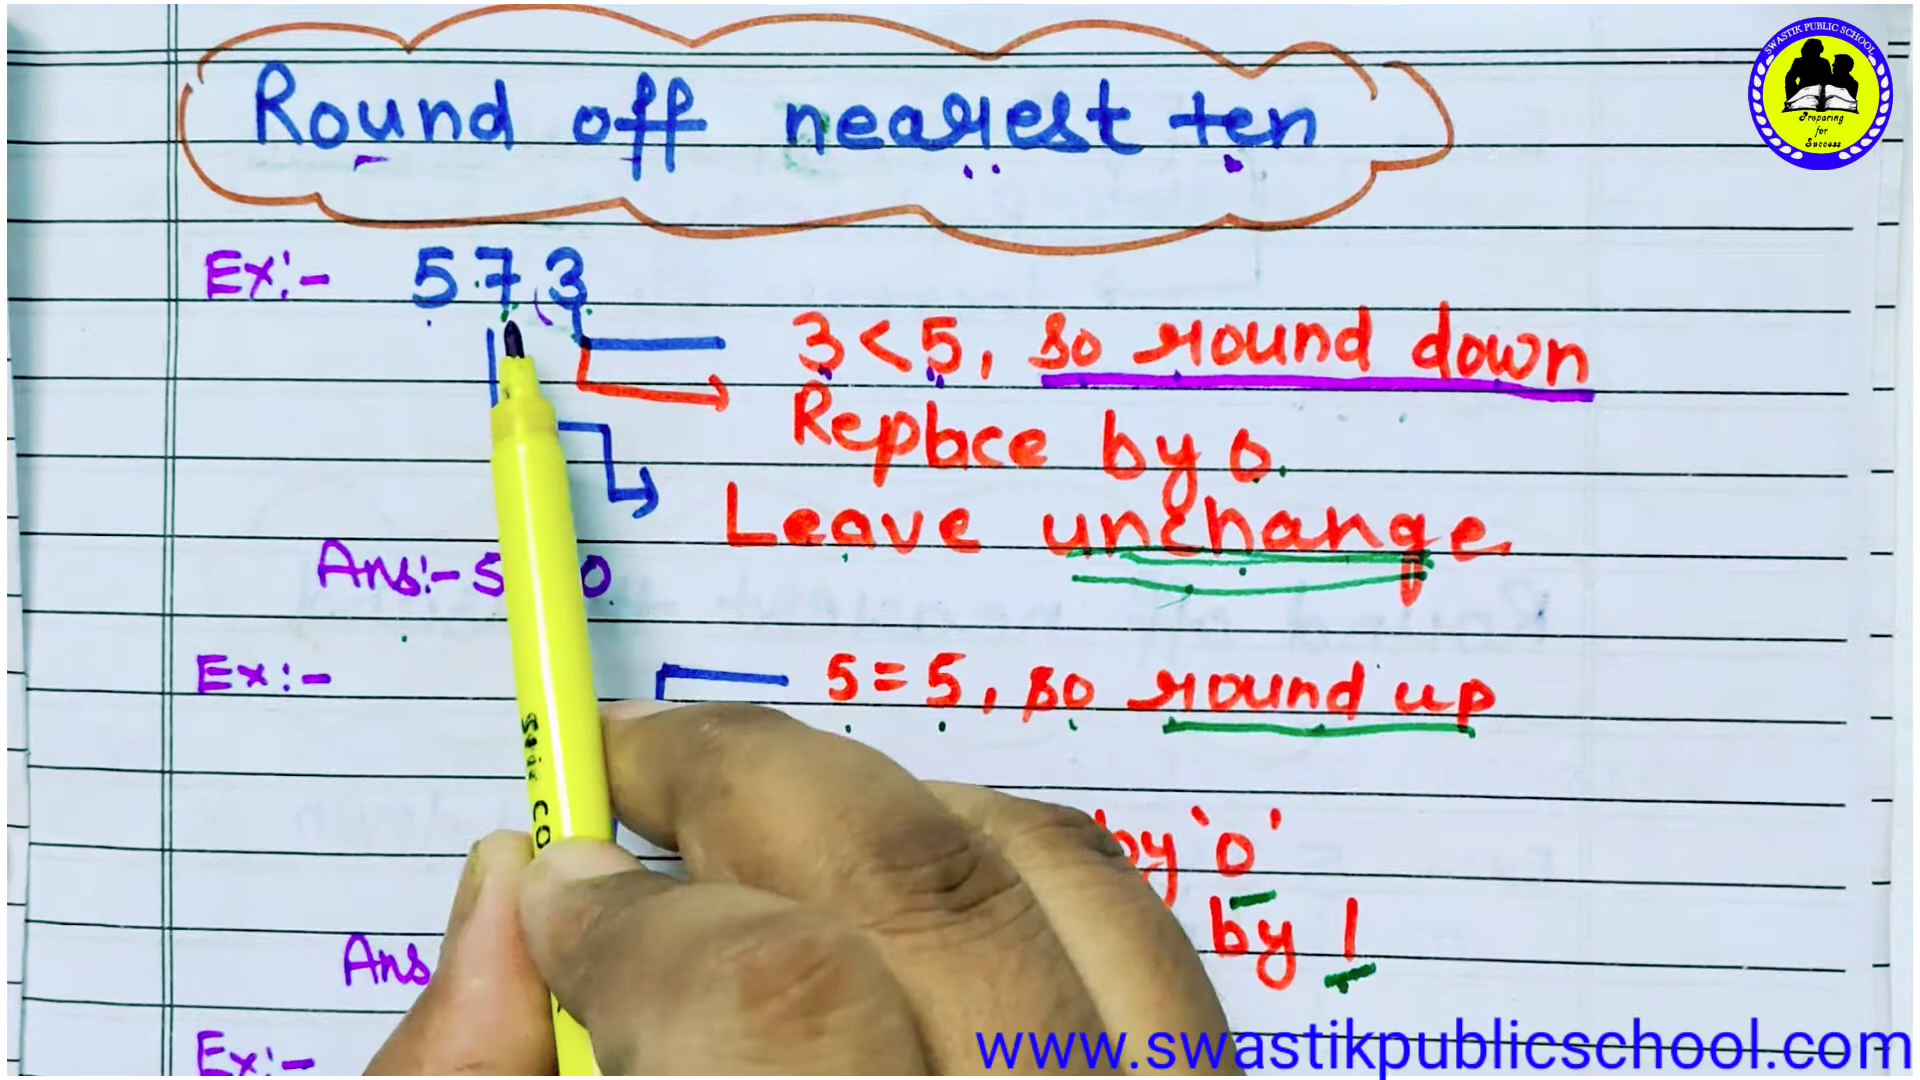 SWASTIK PUBLIC SCHOOL
Preparing
for
Success
Round off nearest ten
Ex:- 573
3 < 5, so round down
Replace by 0.
Leave unchange
Ans:- 5 0
Ex:-
5 = 5, so round up
by '0'
by 1
Ans
Ex:-
www.swastikpublicschool.com